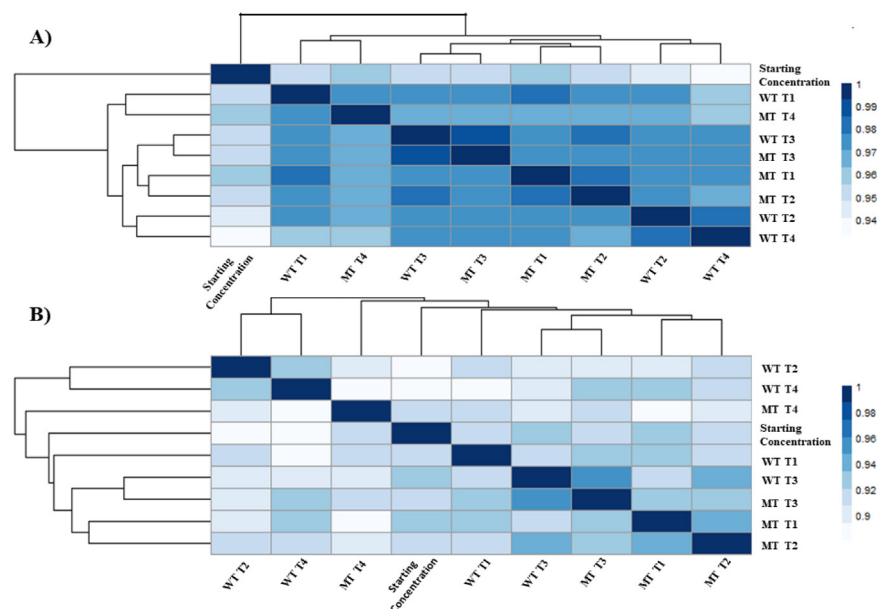 A)
Starting
Concentration
WT T1
MT T4
WT T3
MT T3
MT T1
MT T2
WT T2
WT T4
1
0.99
0.98
0.97
0.96
0.95
0.94
Starting
Concentration
WT T1
MT T4
WT T3
MT T3
MT T1
MT T2
WT T2
WT T4
B)
WT T2
WT T4
MT T4
Starting
Concentration
WT T1
WT T3
MT T3
MT T1
MT T2
1
0.98
0.96
0.94
0.92
0.9
WT T2
WT T4
MT T4
Starting
Concentration
WT T1
WT T3
MT T3
MT T1
MT T2